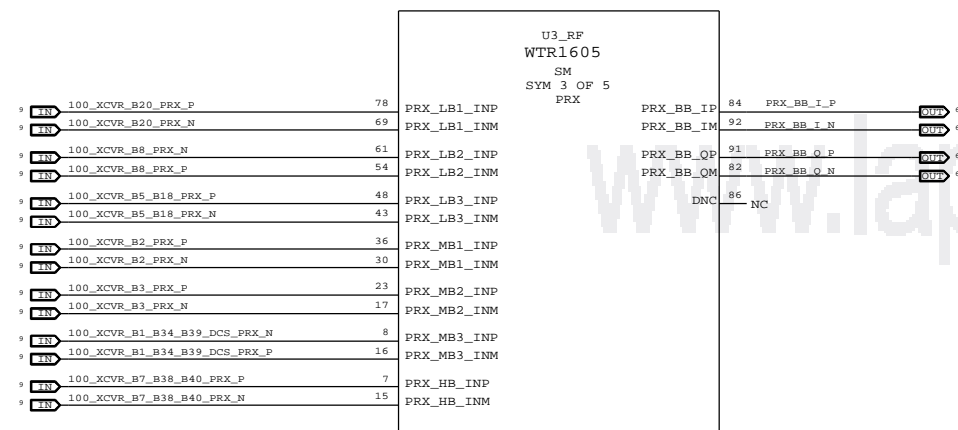 U3_RF
WTR1605
SM
SYM 3 OF 5
PRX
9 IN 100_XCVR_B20_PRX_P 78 PRX_LB1_INP PRX_BB_IP 84 PRX_BB_I_P OUT 6
9 IN 100_XCVR_B20_PRX_N 69 PRX_LB1_INM PRX_BB_IM 92 PRX_BB_I_N OUT 6
9 IN 100_XCVR_B8_PRX_N 61 PRX_LB2_INP PRX_BB_QP 91 PRX_BB_Q_P OUT 6
9 IN 100_XCVR_B8_PRX_P 54 PRX_LB2_INM PRX_BB_QM 82 PRX_BB_Q_N OUT 6
9 IN 100_XCVR_B5_B18_PRX_P 48 PRX_LB3_INP DNC 86 NC
9 IN 100_XCVR_B5_B18_PRX_N 43 PRX_LB3_INM
9 IN 100_XCVR_B2_PRX_P 36 PRX_MB1_INP
9 IN 100_XCVR_B2_PRX_N 30 PRX_MB1_INM
9 IN 100_XCVR_B3_PRX_P 23 PRX_MB2_INP
9 IN 100_XCVR_B3_PRX_N 17 PRX_MB2_INM
9 IN 100_XCVR_B1_B34_B39_DCS_PRX_N 8 PRX_MB3_INP
9 IN 100_XCVR_B1_B34_B39_DCS_PRX_P 16 PRX_MB3_INM
9 IN 100_XCVR_B7_B38_B40_PRX_P 7 PRX_HB_INP
9 IN 100_XCVR_B7_B38_B40_PRX_N 15 PRX_HB_INM
www.lap